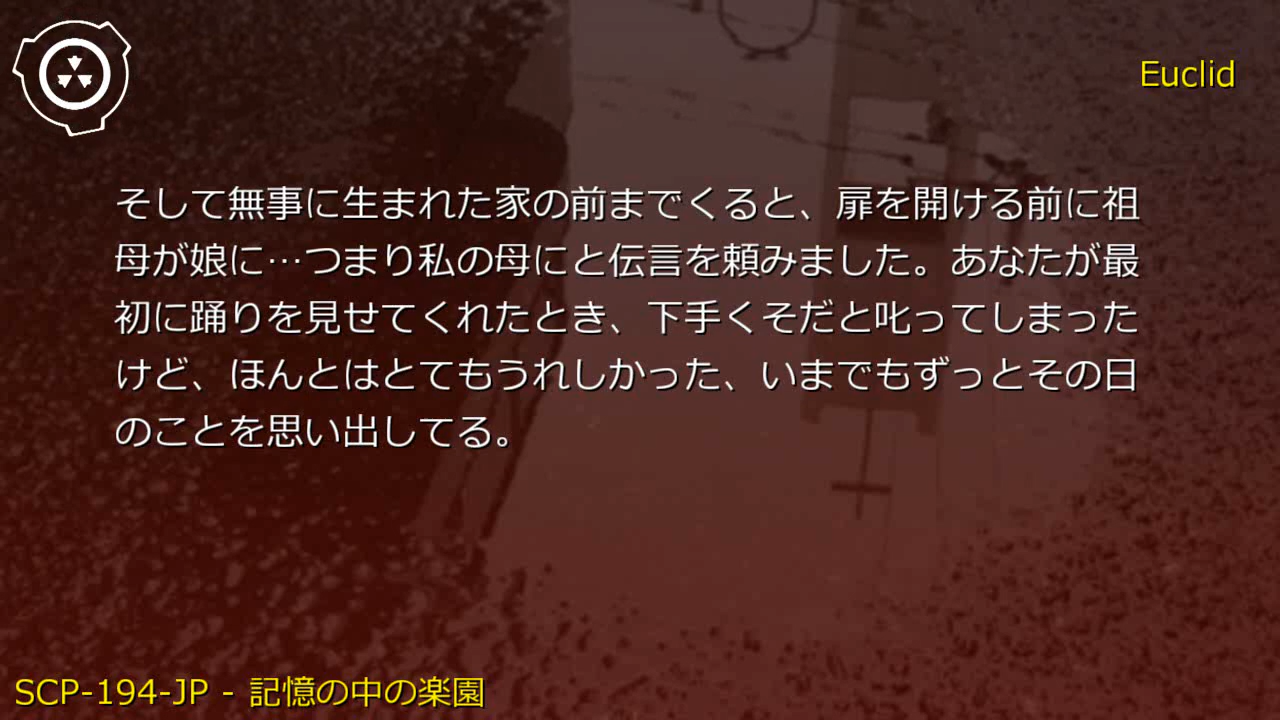 Euclid
そして無事に生まれた家の前までくると、扉を開ける前に祖
母が娘に…つまり私の母にと伝言を頼みました。あなたが最
初に踊りを見せてくれたとき、下手くそだと叱ってしまった
けど、ほんとはとてもうれしかった、いまでもずっとその日
のことを思い出してる。
SCP-194-JP - 記憶の中の楽園